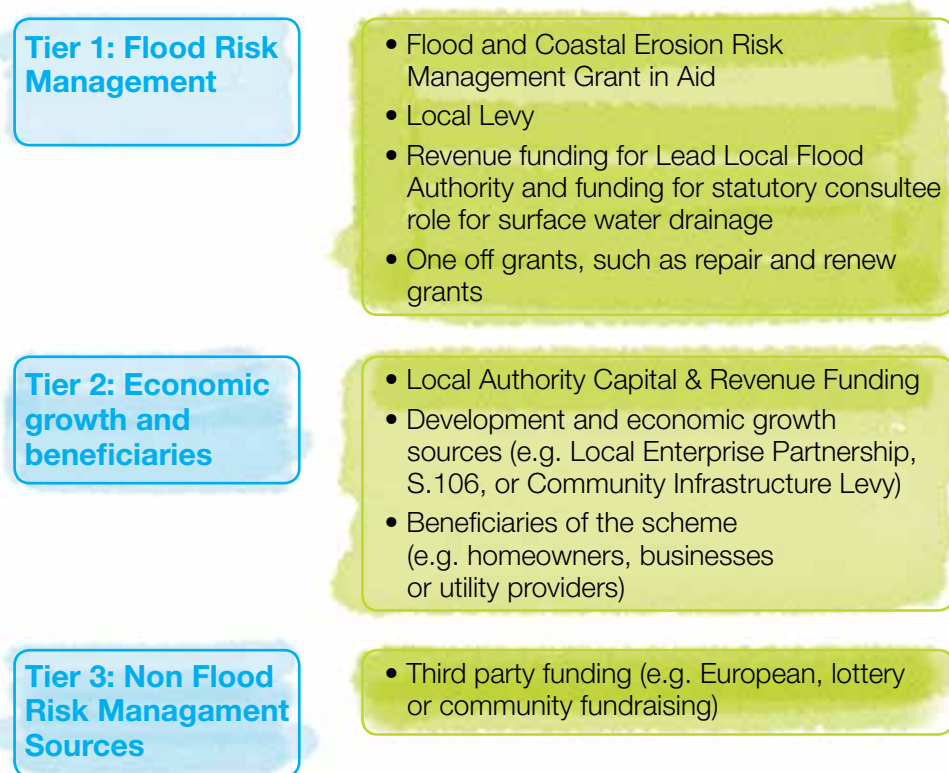 Tier 1: Flood Risk
Management
• Flood and Coastal Erosion Risk
Management Grant in Aid
• Local Levy
• Revenue funding for Lead Local Flood
Authority and funding for statutory consultee
role for surface water drainage
• One off grants, such as repair and renew
grants
Tier 2: Economic
growth and
beneficiaries
• Local Authority Capital & Revenue Funding
• Development and economic growth
sources (e.g. Local Enterprise Partnership,
S.106, or Community Infrastructure Levy)
• Beneficiaries of the scheme
(e.g. homeowners, businesses
or utility providers)
Tier 3: Non Flood
Risk Managament
Sources
• Third party funding (e.g. European, lottery
or community fundraising)